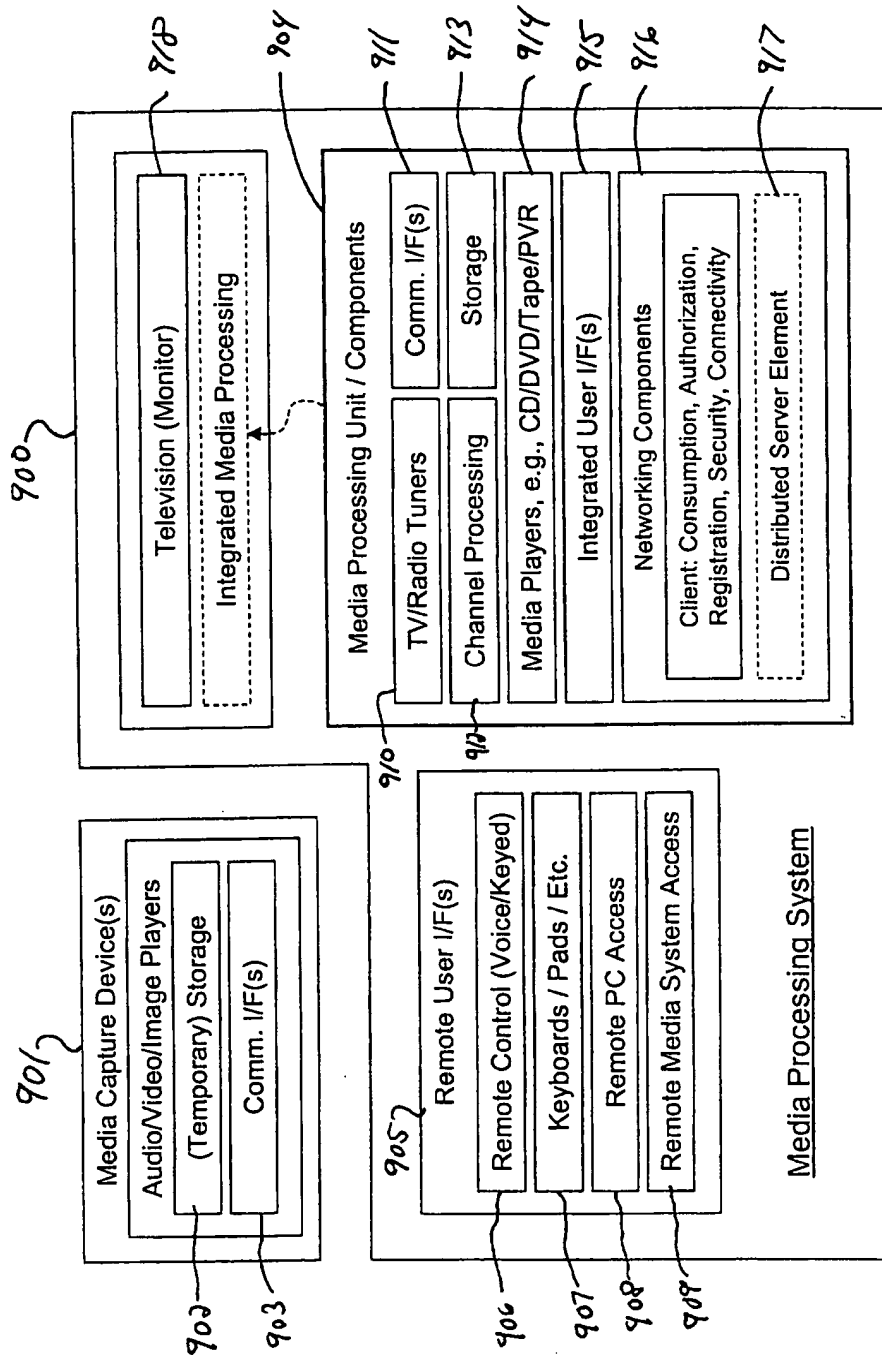 900
901
Media Capture Device(s)
Audio/Video/Image Players
(Temporary) Storage
Comm. I/F(s)
902
903
918
Television (Monitor)
Integrated Media Processing
904
Media Processing Unit / Components
910
TV/Radio Tuners
Comm. I/F(s)
911
912
Channel Processing
Storage
913
Media Players, e.g., CD/DVD/Tape/PVR
914
Integrated User I/F(s)
915
Networking Components
916
Client: Consumption, Authorization,
Registration, Security, Connectivity
Distributed Server Element
917
905
Remote User I/F(s)
Remote Control (Voice/Keyed)
906
Keyboards / Pads / Etc.
907
Remote PC Access
908
Remote Media System Access
909
Media Processing System